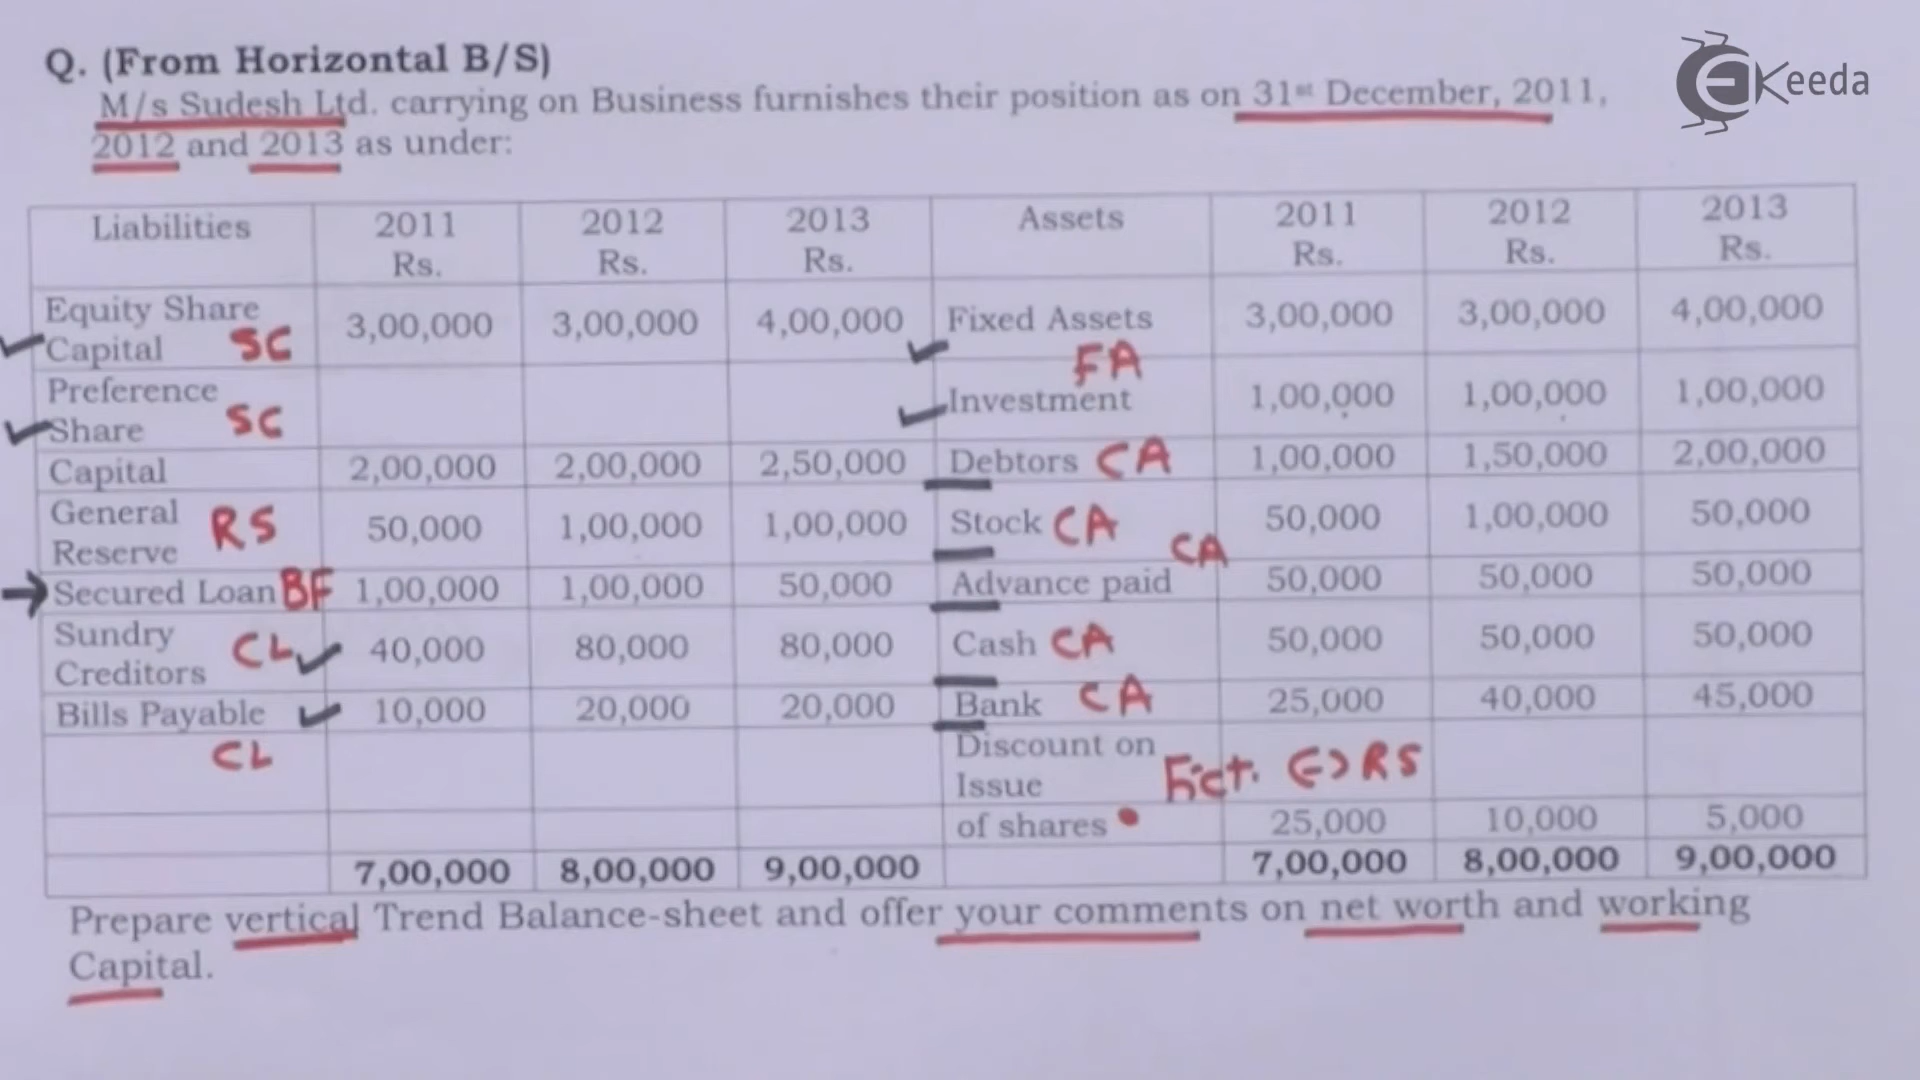 Q. (From Horizontal B/S)
M/s Sudesh Ltd. carrying on Business furnishes their position as on 31st December, 2011,
2012 and 2013 as under:
EKeeda
Liabilities 2011 Rs. 2012 Rs. 2013 Rs. Assets 2011 Rs. 2012 Rs. 2013 Rs.
Equity Share Capital SC 3,00,000 3,00,000 4,00,000 Fixed Assets FA 3,00,000 3,00,000 4,00,000
Preference Share SC Investment 1,00,000 1,00,000 1,00,000
Capital 2,00,000 2,00,000 2,50,000 Debtors CA 1,00,000 1,50,000 2,00,000
General Reserve RS 50,000 1,00,000 1,00,000 Stock CA 50,000 1,00,000 50,000
Secured Loan BF 1,00,000 1,00,000 50,000 Advance paid CA 50,000 50,000 50,000
Sundry Creditors CL 40,000 80,000 80,000 Cash CA 50,000 50,000 50,000
Bills Payable CL 10,000 20,000 20,000 Bank CA 25,000 40,000 45,000
Discount on Issue Fict. (-) RS
of shares 25,000 10,000 5,000
7,00,000 8,00,000 9,00,000 7,00,000 8,00,000 9,00,000
Prepare vertical Trend Balance-sheet and offer your comments on net worth and working
Capital.